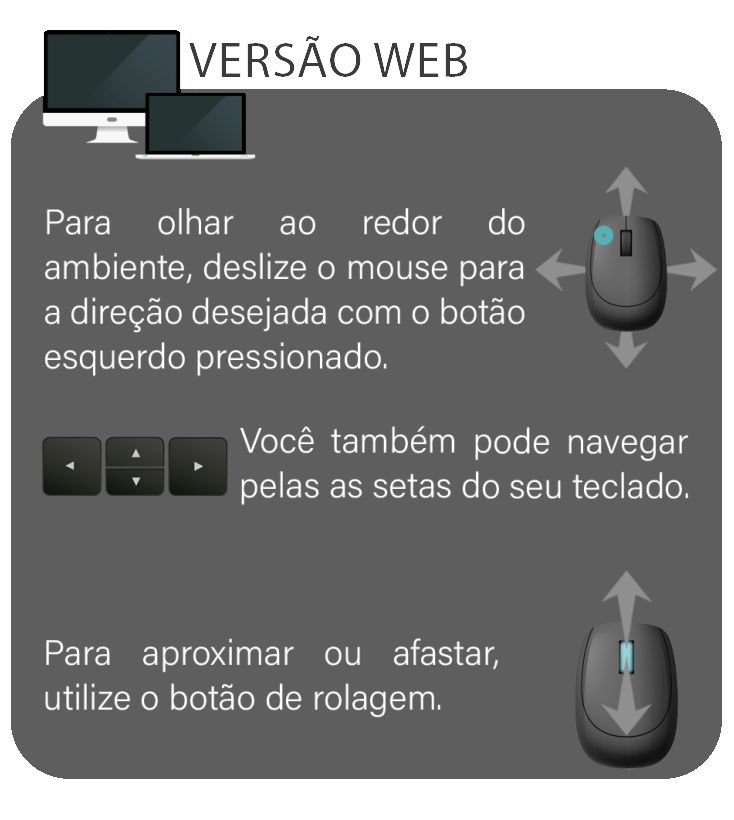 VERSÃO WEB
Para olhar ao redor do
ambiente, deslize o mouse para
a direção desejada com o botão
esquerdo pressionado.
Você também pode navegar
pelas as setas do seu teclado.
Para aproximar ou afastar,
utilize o botão de rolagem.